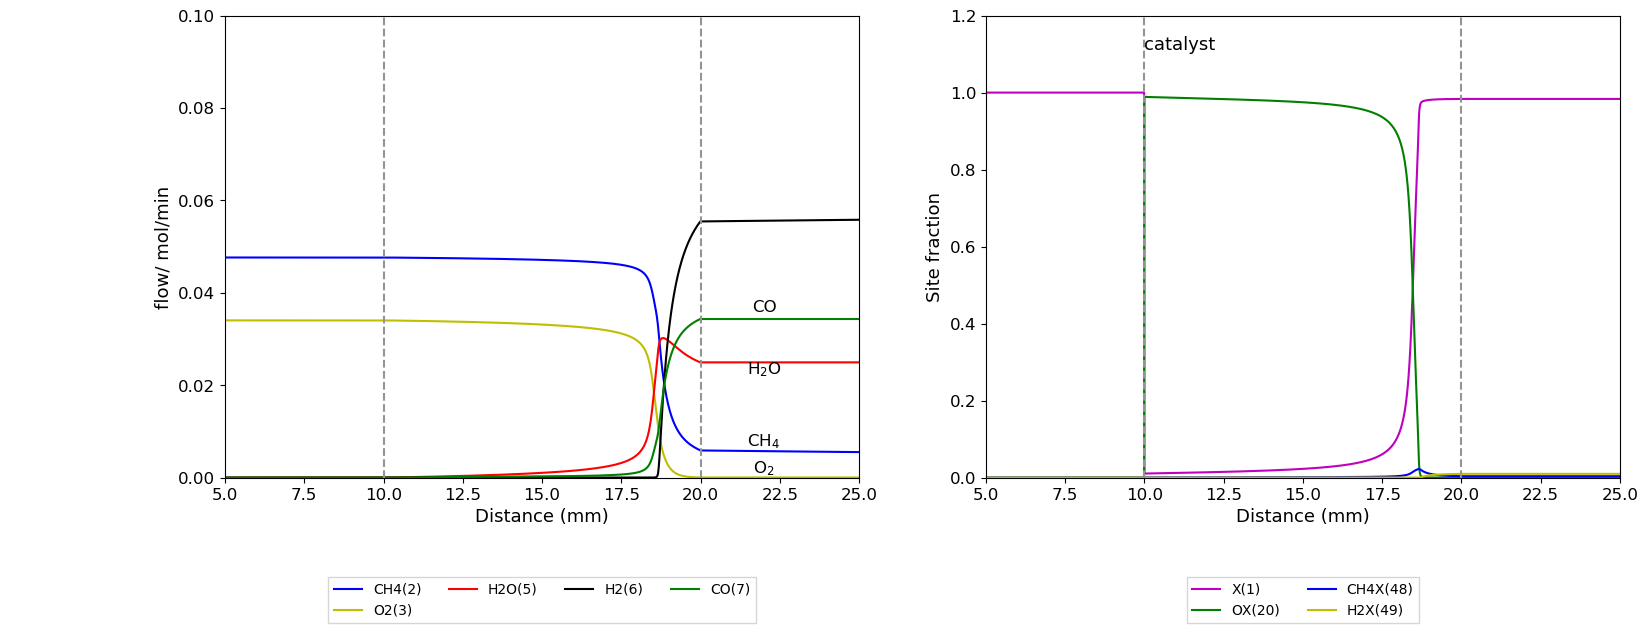 0.10
0.08
0.06
0.04
0.02
0.00
flow/ mol/min
CO
H₂O
CH₄
O₂
5.0 7.5 10.0 12.5 15.0 17.5 20.0 22.5 25.0
Distance (mm)
CH4(2) H2O(5) H2(6) CO(7)
O2(3)
1.2
1.0
0.8
0.6
0.4
0.2
0.0
Site fraction
catalyst
5.0 7.5 10.0 12.5 15.0 17.5 20.0 22.5 25.0
Distance (mm)
X(1) CH4X(48)
OX(20) H2X(49)